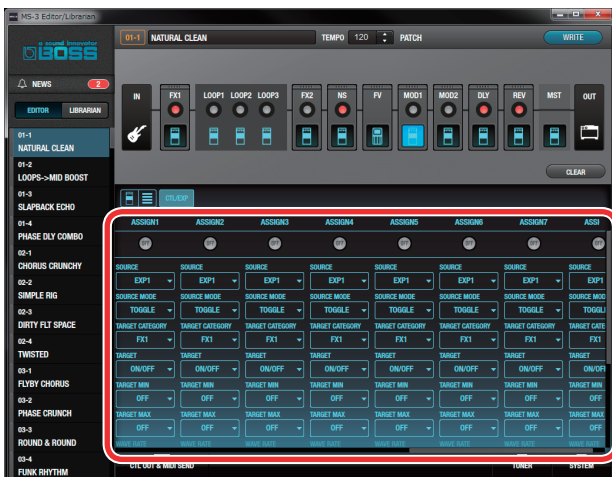 MS-3 Editor/Librarian
a sound innovator
BOSS
01-1 NATURAL CLEAN TEMPO 120 PATCH WRITE
NEWS 2
EDITOR LIBRARIAN
IN FX1 LOOP1 LOOP2 LOOP3 FX2 NS FV MOD1 MOD2 DLY REV MST OUT
CLEAR
01-1
NATURAL CLEAN
01-2
LOOPS->MID BOOST
01-3
SLAPBACK ECHO
01-4
PHASE DLY COMBO
02-1
CHORUS CRUNCHY
02-2
SIMPLE RIG
02-3
DIRTY FLT SPACE
02-4
TWISTED
03-1
FLYBY CHORUS
03-2
PHASE CRUNCH
03-3
ROUND & ROUND
03-4
FUNK RHYTHM
CTL/EXP
ASSIGN1 ASSIGN2 ASSIGN3 ASSIGN4 ASSIGN5 ASSIGN6 ASSIGN7 ASSI
OFF OFF OFF OFF OFF OFF OFF OFF
SOURCE SOURCE SOURCE SOURCE SOURCE SOURCE SOURCE SOURCE
EXP1 EXP1 EXP1 EXP1 EXP1 EXP1 EXP1 EXP1
SOURCE MODE SOURCE MODE SOURCE MODE SOURCE MODE SOURCE MODE SOURCE MODE SOURCE MODE SOURCE MOD
TOGGLE TOGGLE TOGGLE TOGGLE TOGGLE TOGGLE TOGGLE TOGGL
TARGET CATEGORY TARGET CATEGORY TARGET CATEGORY TARGET CATEGORY TARGET CATEGORY TARGET CATEGORY TARGET CATEGORY TARGET CATE
FX1 FX1 FX1 FX1 FX1 FX1 FX1 FX1
TARGET TARGET TARGET TARGET TARGET TARGET TARGET TARGET
ON/OFF ON/OFF ON/OFF ON/OFF ON/OFF ON/OFF ON/OFF ON/OF
TARGET MIN TARGET MIN TARGET MIN TARGET MIN TARGET MIN TARGET MIN TARGET MIN TARGET MIN
OFF OFF OFF OFF OFF OFF OFF OFF
TARGET MAX TARGET MAX TARGET MAX TARGET MAX TARGET MAX TARGET MAX TARGET MAX TARGET MAX
OFF OFF OFF OFF OFF OFF OFF OFF
WAVE RATE WAVE RATE WAVE RATE WAVE RATE WAVE RATE WAVE RATE WAVE RATE WAVE RATE
CTL OUT & MIDI SEND TUNER SYSTEM